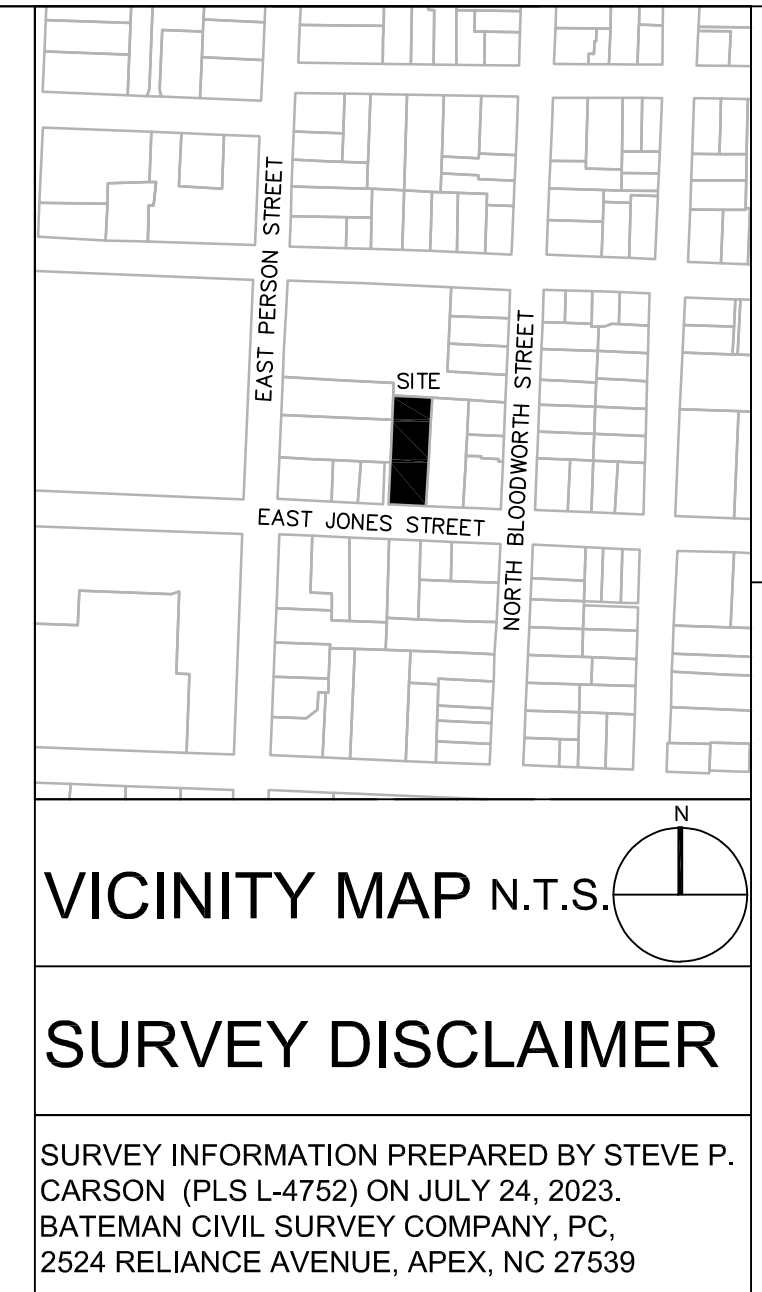 EAST PERSON STREET
SITE
NORTH BLOODWORTH STREET
EAST JONES STREET
N
VICINITY MAP N.T.S.
SURVEY DISCLAIMER
SURVEY INFORMATION PREPARED BY STEVE P.
CARSON (PLS L-4752) ON JULY 24, 2023.
BATEMAN CIVIL SURVEY COMPANY, PC,
2524 RELIANCE AVENUE, APEX, NC 27539